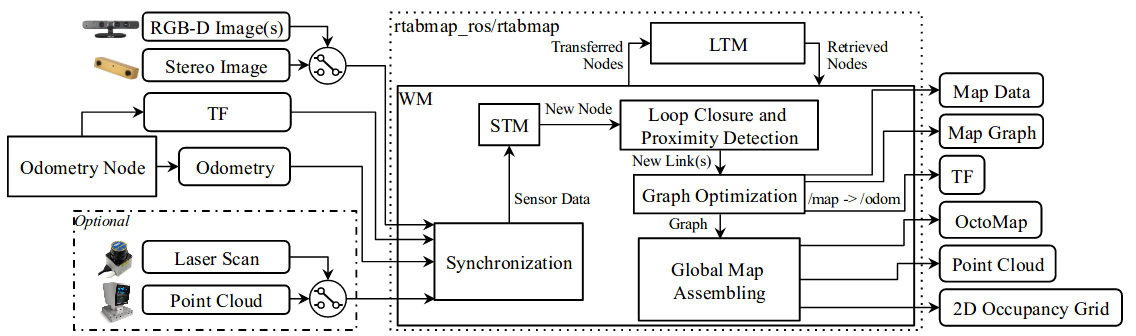 RGB-D Image(s)
Stereo Image
TF
Odometry Node
Odometry
Optional
Laser Scan
Point Cloud
rtabmap_ros/rtabmap
Transferred
Nodes
LTM
Retrieved
Nodes
WM
STM
New Node
Loop Closure and
Proximity Detection
New Link(s)
Graph Optimization
/map -> /odom
Sensor Data
Graph
Synchronization
Global Map
Assembling
Map Data
Map Graph
TF
OctoMap
Point Cloud
2D Occupancy Grid